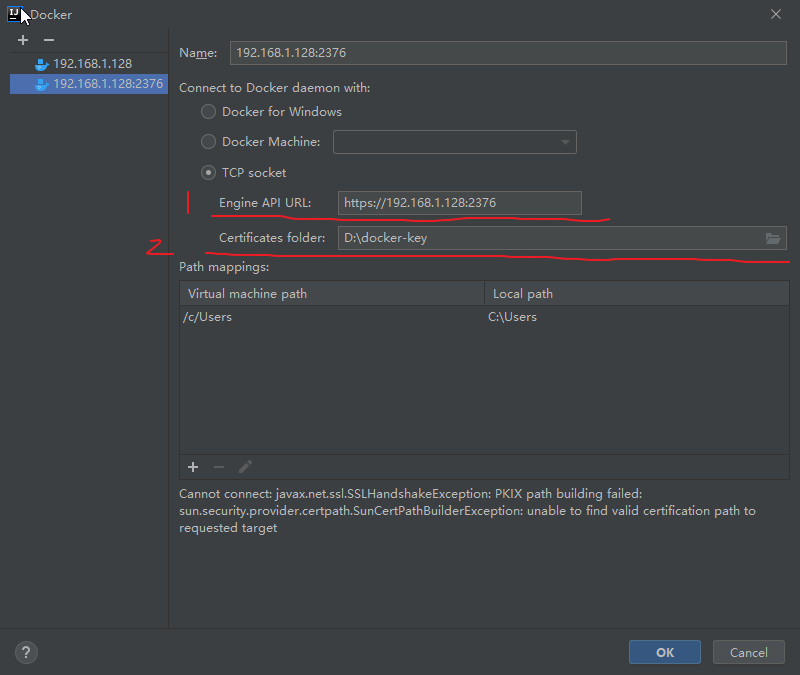 Docker
192.168.1.128
192.168.1.128:2376
Name:
192.168.1.128:2376
Connect to Docker daemon with:
Docker for Windows
Docker Machine:
TCP socket
1
Engine API URL:
https://192.168.1.128:2376
2
Certificates folder:
D:\docker-key
Path mappings:
Virtual machine path
Local path
/c/Users
C:\Users
Cannot connect: javax.net.ssl.SSLHandshakeException: PKIX path building failed:
sun.security.provider.certpath.SunCertPathBuilderException: unable to find valid certification path to
requested target
?
OK
Cancel